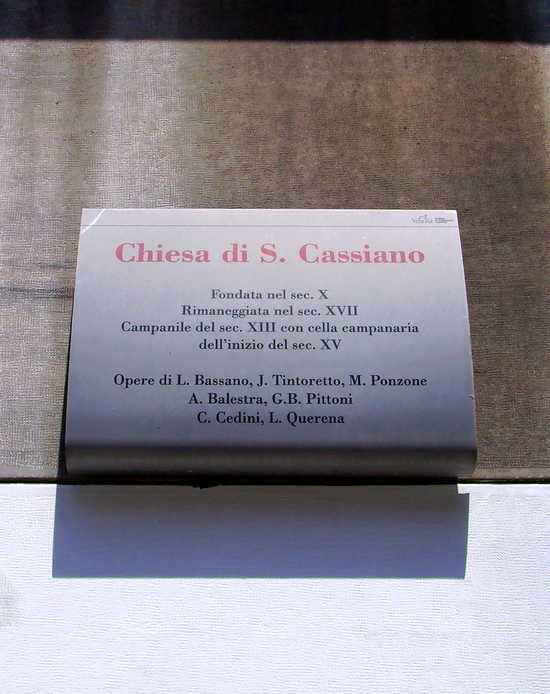 Chiesa di S. Cassiano
Fondata nel sec. X
Rimaneggiata nel sec. XVII
Campanile del sec. XIII con cella campanaria
dell'inizio del sec. XV
Opere di L. Bassano, J. Tintoretto, M. Ponzone
A. Balestra, G.B. Pittoni
C. Cedini, L. Querena